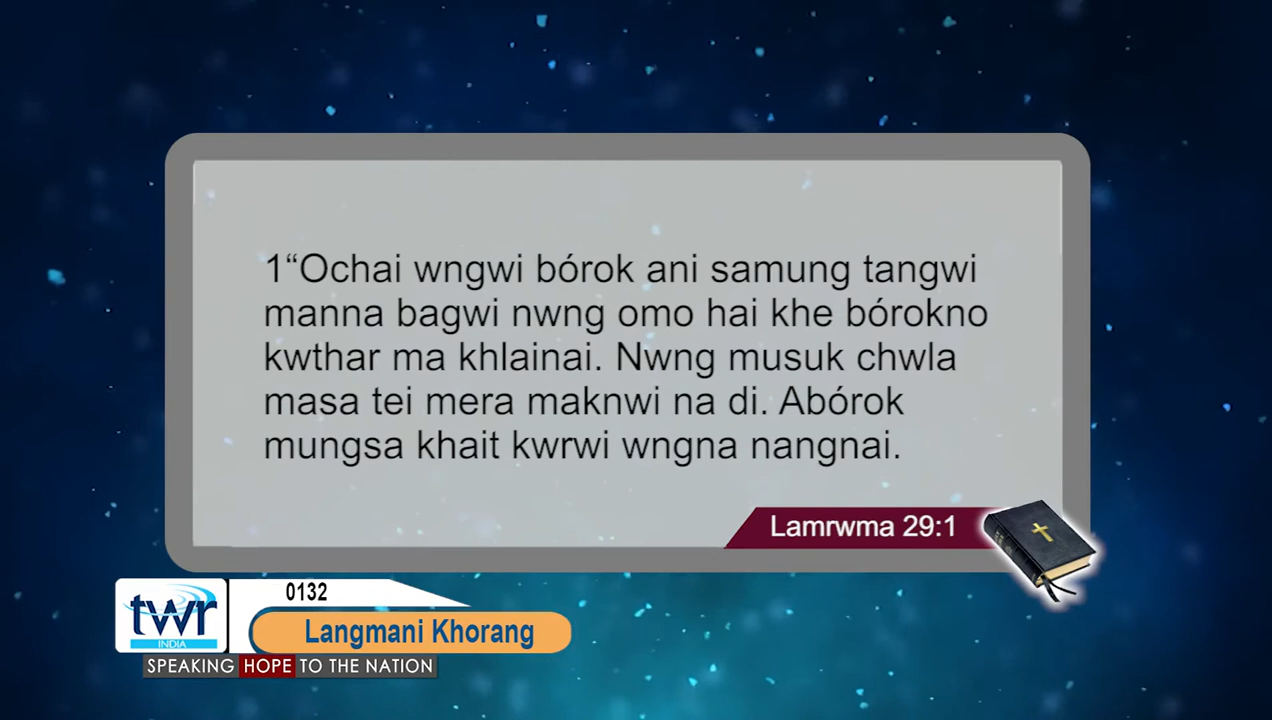 1“Ochai wngwi bórok ani samung tangwi
manna bagwi nwng omo hai khe bórokno
kwthar ma khlainai. Nwng musuk chwla
masa tei mera maknwi na di. Abórok
mungsa khait kwrwi wngna nangnai.
Lamrwma 29:1
twr
INDIA
0132
Langmani Khorang
SPEAKING HOPE TO THE NATION